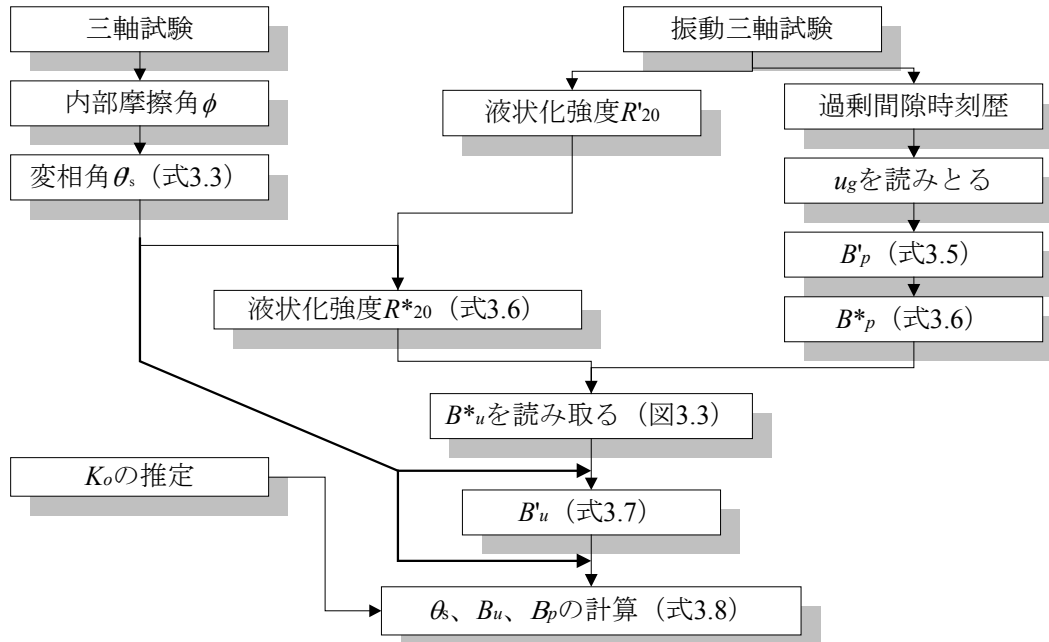 三軸試験
振動三軸試験
内部摩擦角ϕ
液状化強度R'20
過剰間隙時刻歴
変相角θ's（式3.3）
ugを読みとる
B'p（式3.5）
液状化強度R*20（式3.6）
B*p（式3.6）
B*uを読み取る（図3.3）
Koの推定
B'u（式3.7）
θs、Bu、Bpの計算（式3.8）